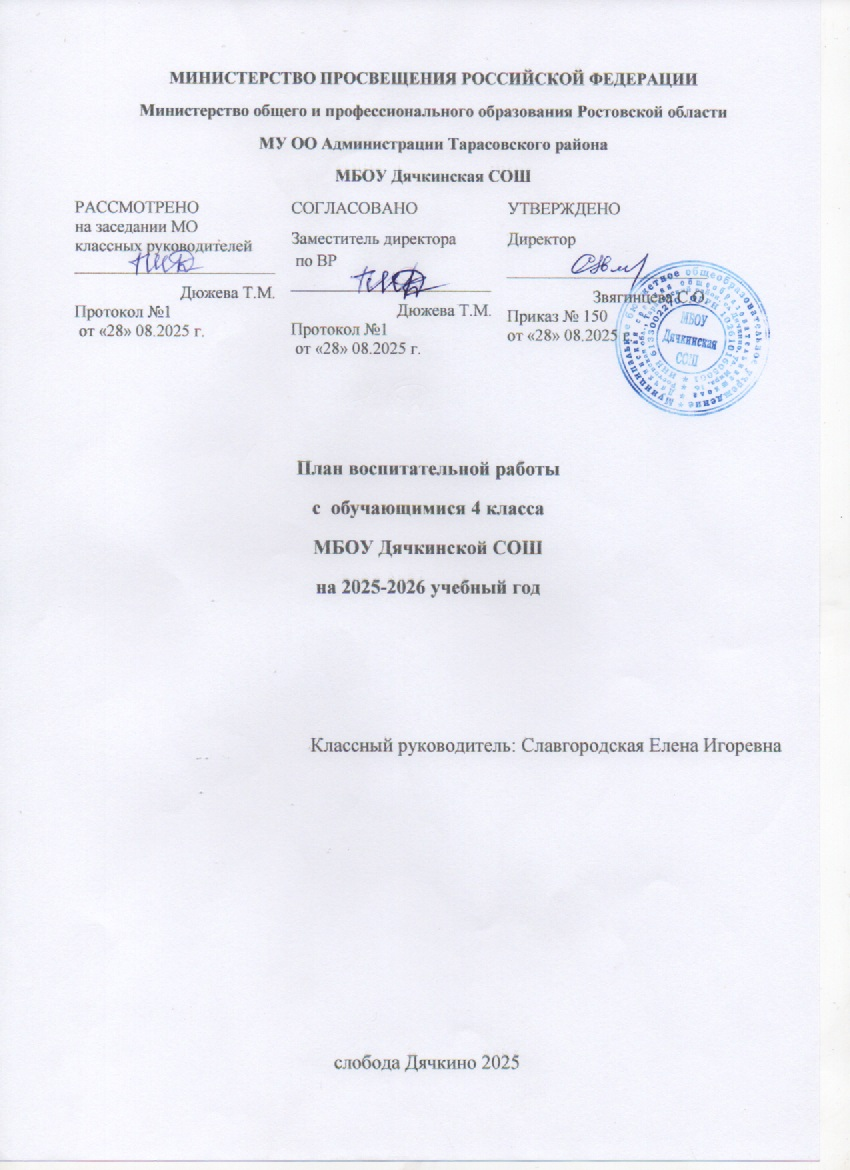 МИНИСТЕРСТВО ПРОСВЕЩЕНИЯ РОССИЙСКОЙ ФЕДЕРАЦИИ
Министерство общего и профессионального образования Ростовской области
МУ ОО Администрации Тарасовского района
МБОУ Дячкинская СОШ
РАССМОТРЕНО
на заседании МО
классных руководителей
Дюжева Т.М.
Протокол №1
от «28» 08.2025 г.
СОГЛАСОВАНО
Заместитель директора
по ВР
Дюжева Т.М.
Протокол №1
от «28» 08.2025 г.
УТВЕРЖДЕНО
Директор
Звягинцева С.О.
Приказ № 150
от «28» 08.2025 г.
МБОУ
Дячкинская
СОШ
План воспитательной работы
с обучающимися 4 класса
МБОУ Дячкинской СОШ
на 2025-2026 учебный год
Классный руководитель: Славгородская Елена Игоревна
слобода Дячкино 2025